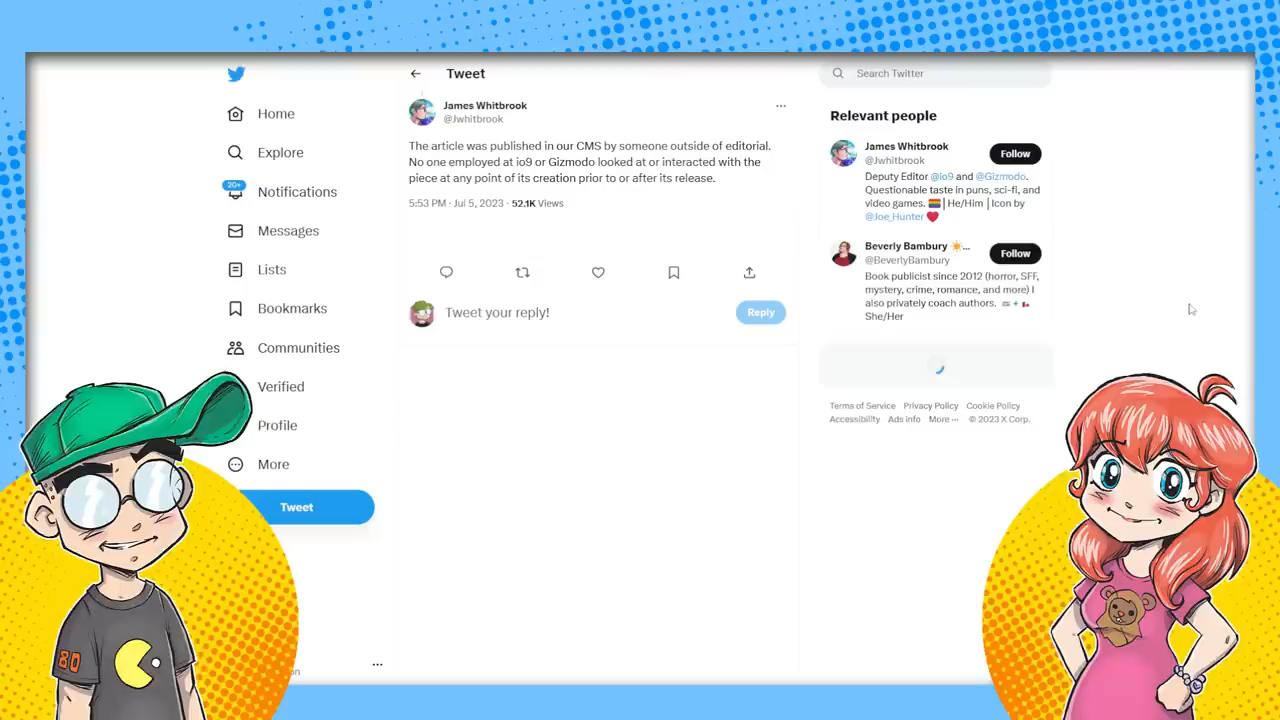 Tweet
Search Twitter
Home
Explore
20+
Notifications
Messages
Lists
Bookmarks
Communities
Verified
Profile
More
Tweet
James Whitbrook
@Jwhitbrook
The article was published in our CMS by someone outside of editorial.
No one employed at io9 or Gizmodo looked at or interacted with the
piece at any point of its creation prior to or after its release.
5:53 PM · Jul 5, 2023 · 52.1K Views
Tweet your reply!
Reply
Relevant people
James Whitbrook
@Jwhitbrook
Follow
Deputy Editor @io9 and @Gizmodo.
Questionable taste in puns, sci-fi, and
video games. 🏳️‍🌈 | He/Him | Icon by
@Joe_Hunter ❤️
Beverly Bambury ☀️...
@BeverlyBambury
Follow
Book publicist since 2012 (horror, SFF,
mystery, crime, romance, and more) I
also privately coach authors.
She/Her
Terms of Service Privacy Policy Cookie Policy
Accessibility Ads info More ··· © 2023 X Corp.
80